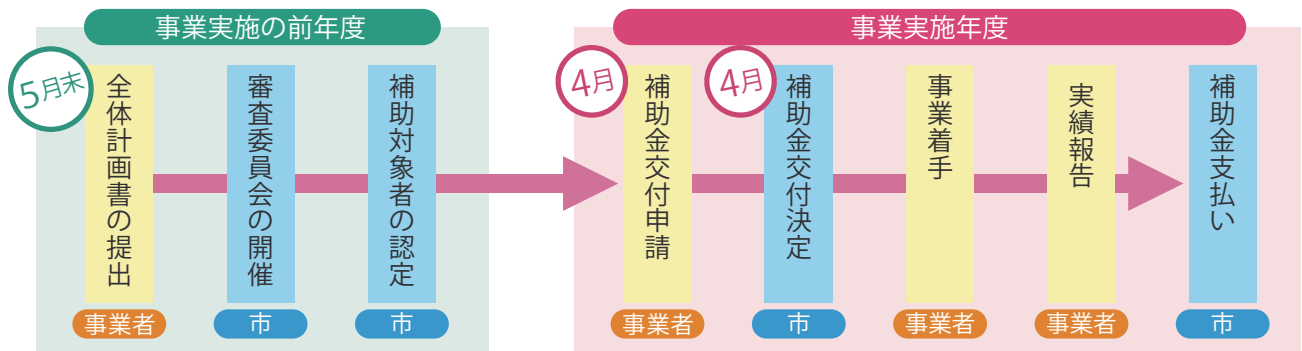 事業実施の前年度
5月末
全体計画書の提出
事業者
審査委員会の開催
市
補助対象者の認定
市
事業実施年度
4月
補助金交付申請
事業者
4月
補助金交付決定
市
事業着手
事業者
実績報告
事業者
補助金支払い
市